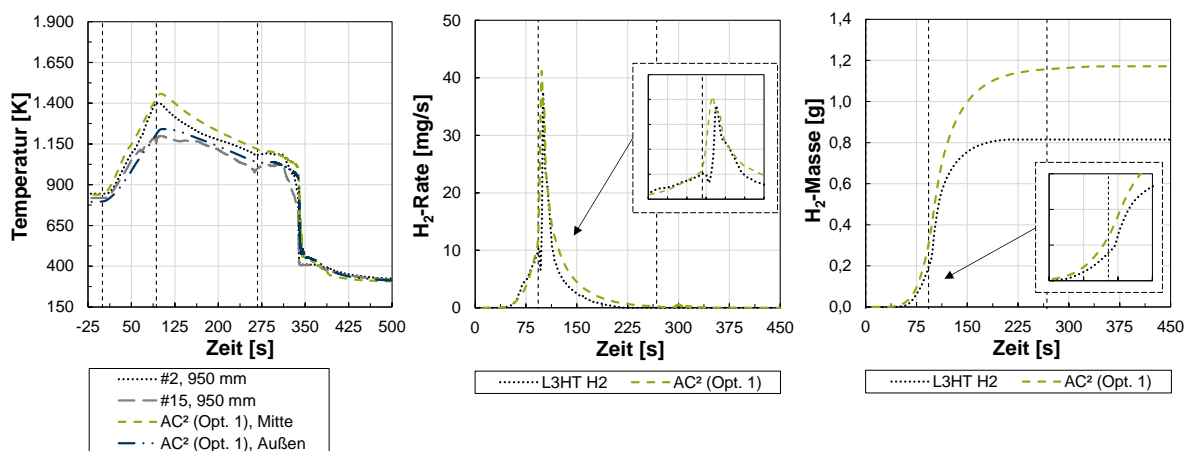 Temperatur [K]
1.900
1.650
1.400
1.150
900
650
400
150
-25 50 125 200 275 350 425 500
Zeit [s]
#2, 950 mm
#15, 950 mm
AC² (Opt. 1), Mitte
AC² (Opt. 1), Außen
H₂-Rate [mg/s]
50
40
30
20
10
0
0 75 150 225 300 375 450
Zeit [s]
L3HT H2 AC² (Opt. 1)
H₂-Masse [g]
1,4
1,2
1,0
0,8
0,6
0,4
0,2
0,0
0 75 150 225 300 375 450
Zeit [s]
L3HT H2 AC² (Opt. 1)